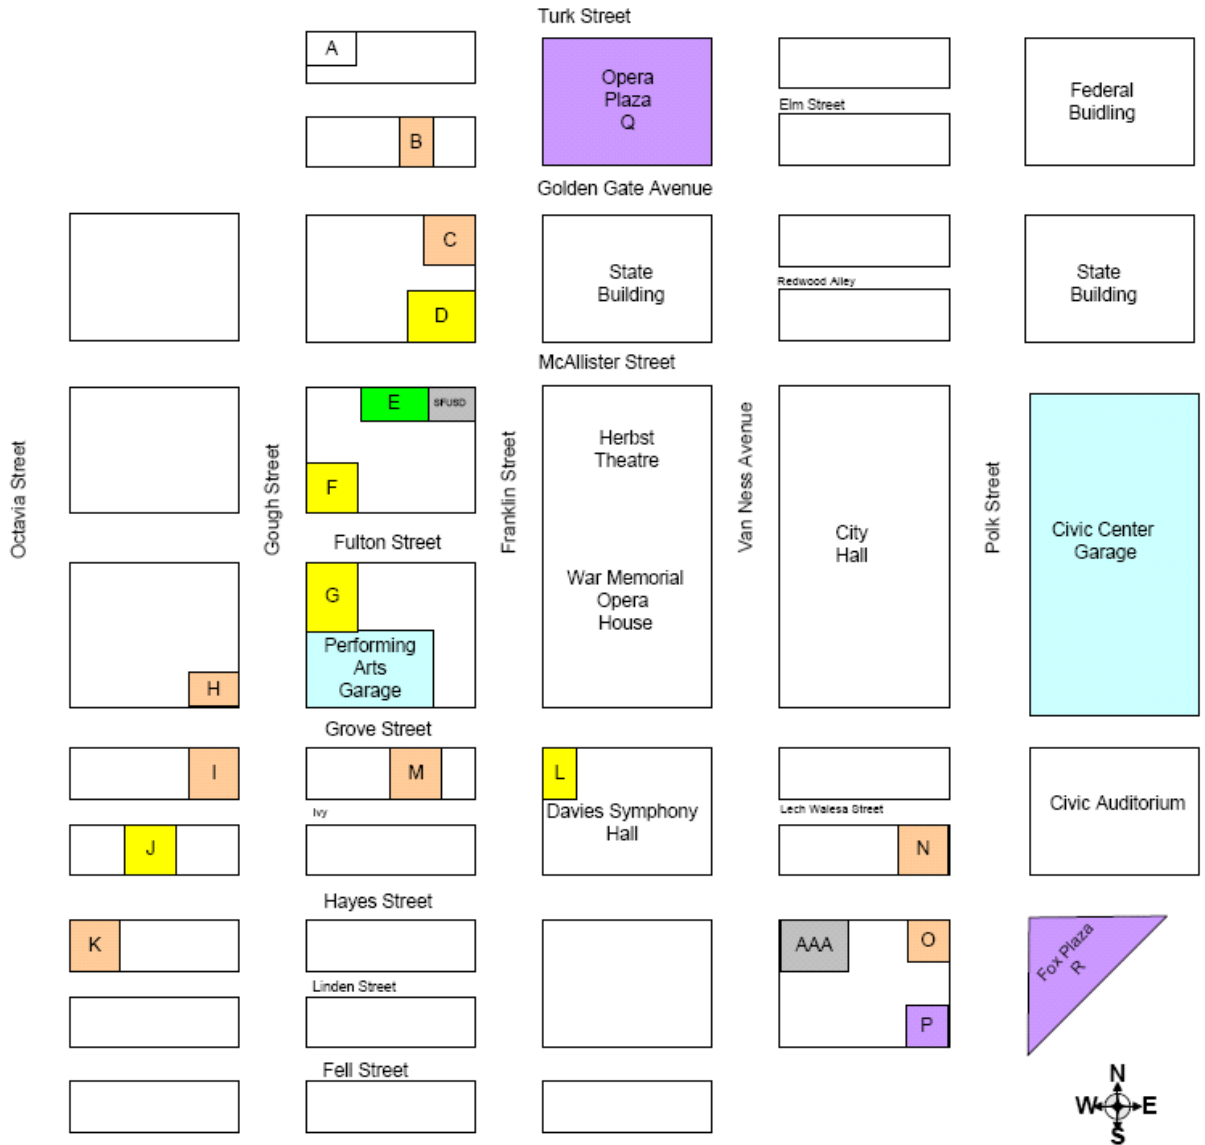 Turk Street
A
Opera
Plaza
Q
Elm Street
Federal
Buidling
B
Golden Gate Avenue
C
State
Building
Redwood Alley
State
Building
D
McAllister Street
E
SFUSD
Herbst
Theatre
F
Octavia Street
Gough Street
Franklin Street
Van Ness Avenue
Polk Street
City
Hall
Civic Center
Garage
Fulton Street
War Memorial
Opera
House
G
Performing
Arts
Garage
H
Grove Street
I
M
L
Ivy
Davies Symphony
Hall
Lech Walesa Street
Civic Auditorium
J
N
Hayes Street
K
AAA
O
Fox Plaza
R
Linden Street
P
Fell Street
N
W E
S